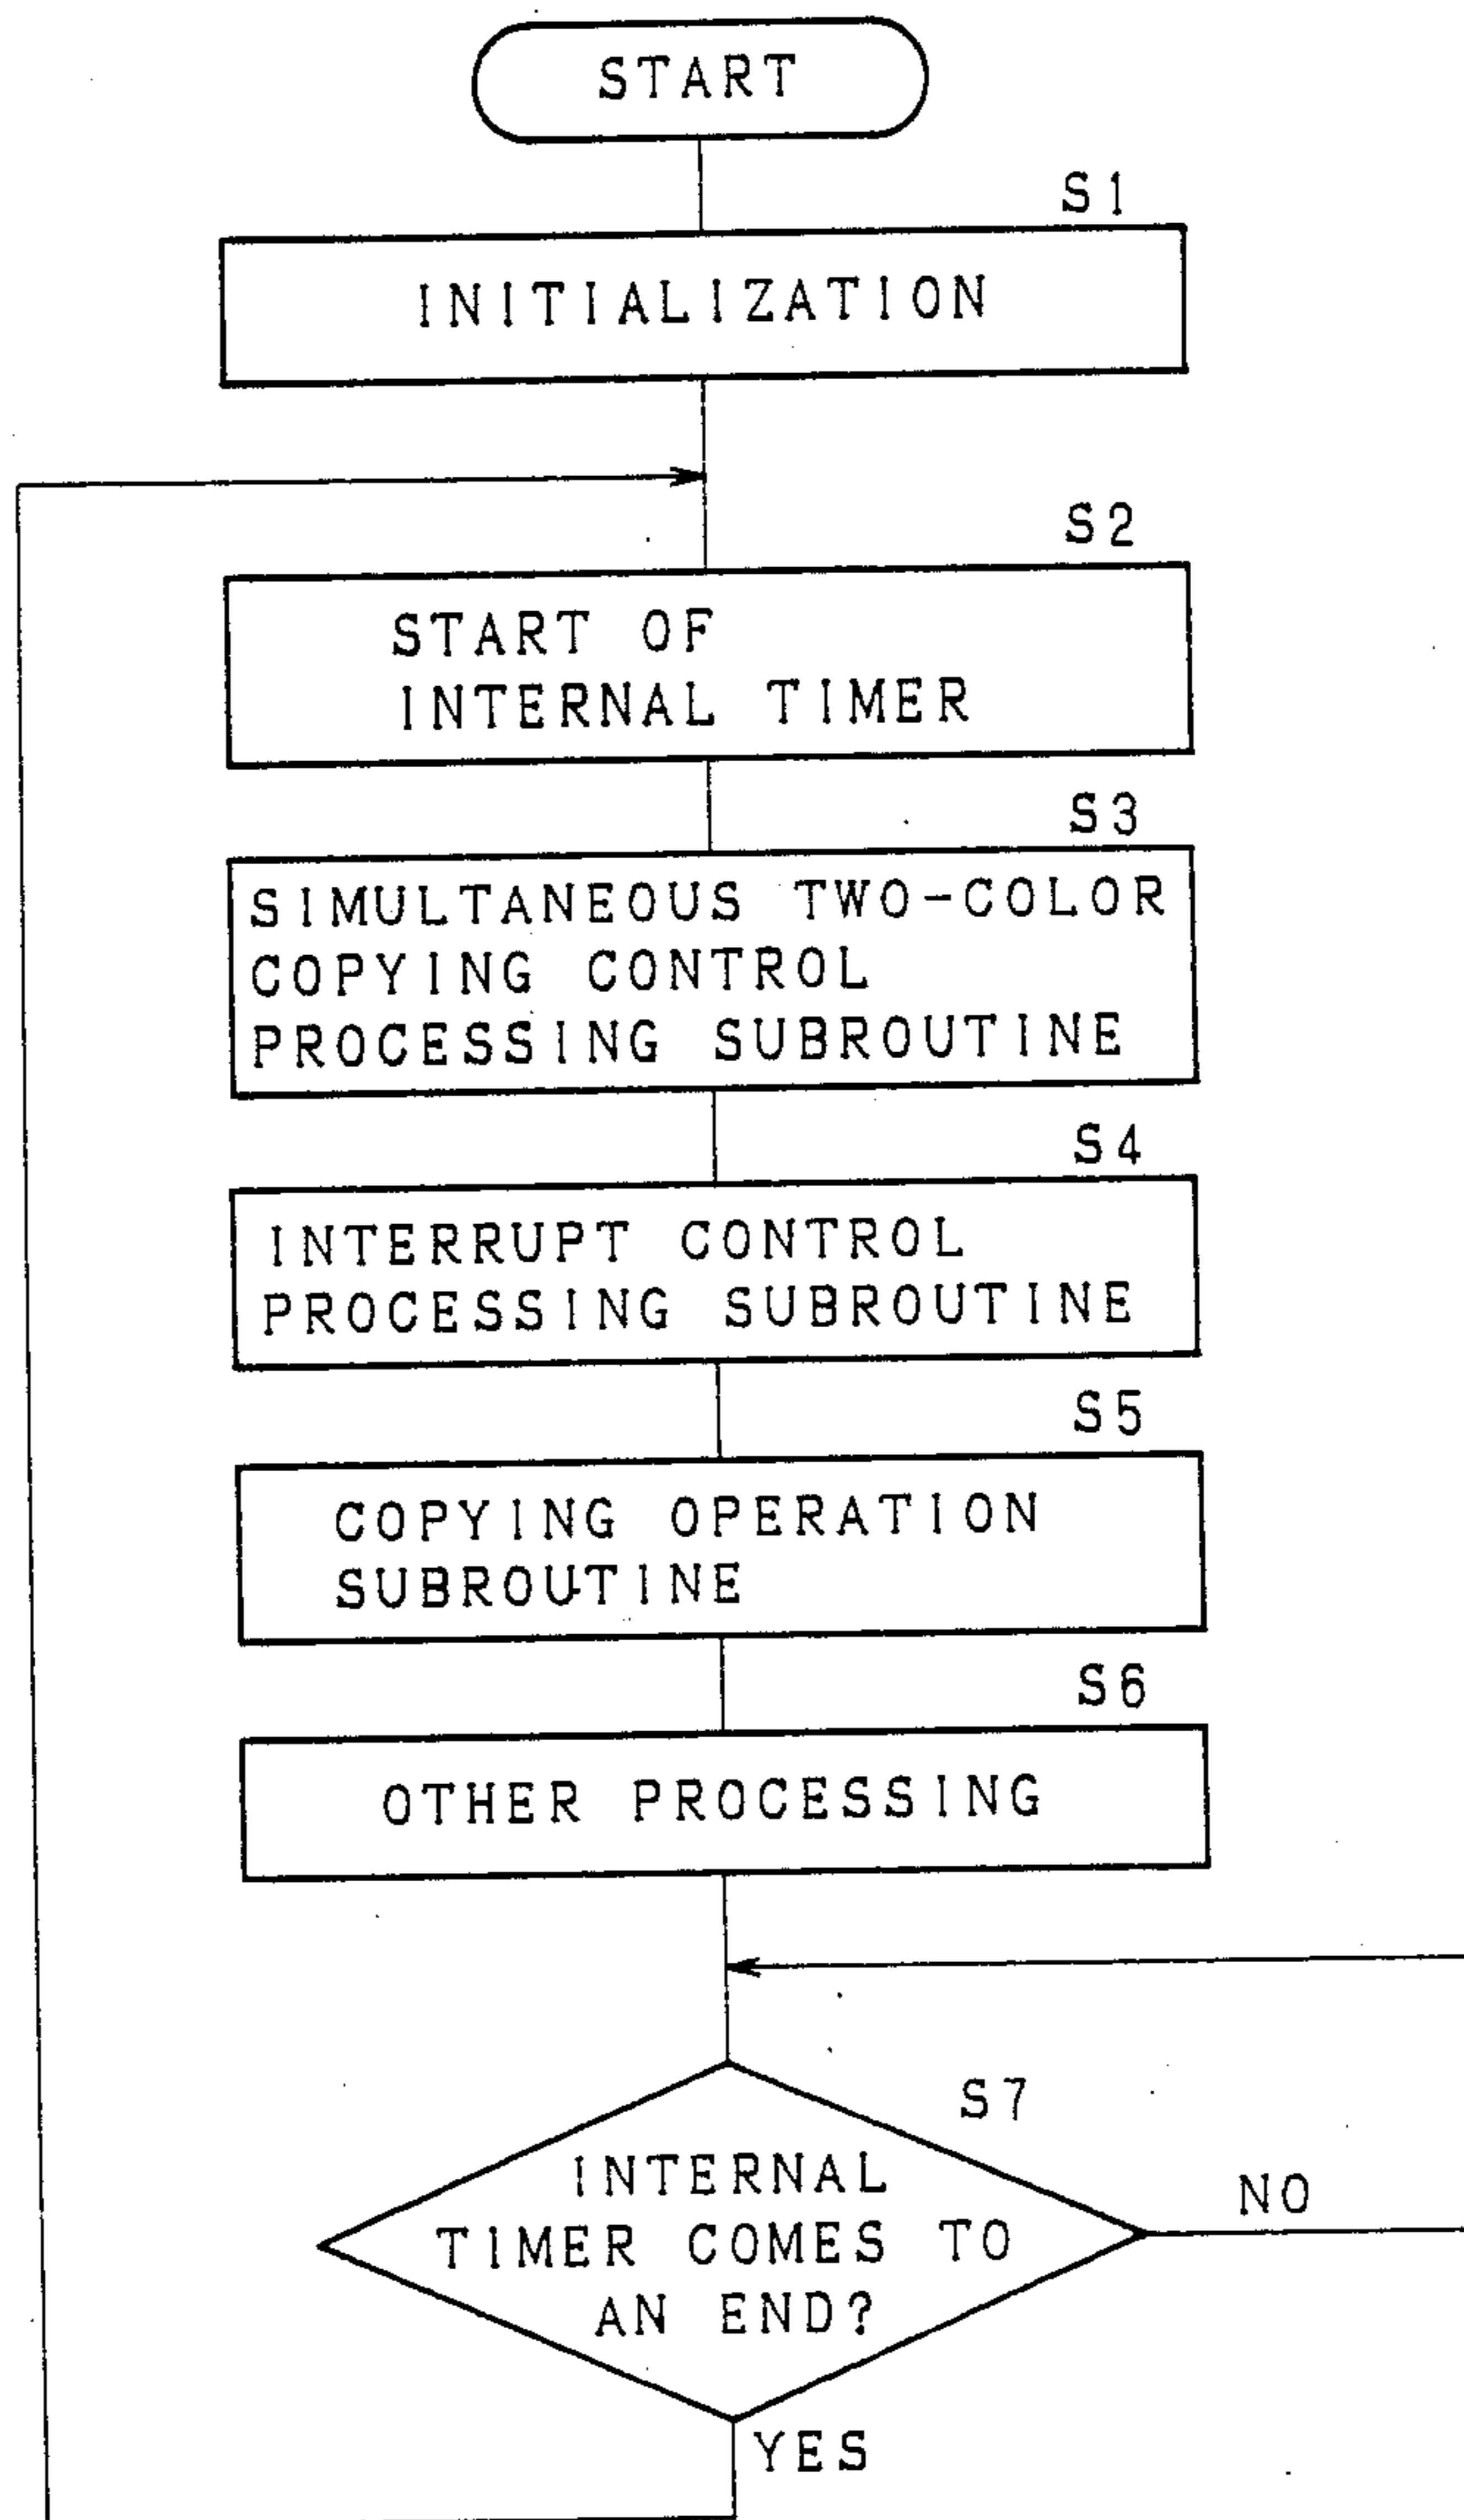 START
S1
INITIALIZATION
S2
START OF
INTERNAL TIMER
S3
SIMULTANEOUS TWO-COLOR
COPYING CONTROL
PROCESSING SUBROUTINE
S4
INTERRUPT CONTROL
PROCESSING SUBROUTINE
S5
COPYING OPERATION
SUBROUTINE
S6
OTHER PROCESSING
S7
INTERNAL
TIMER COMES TO
AN END?
NO
YES